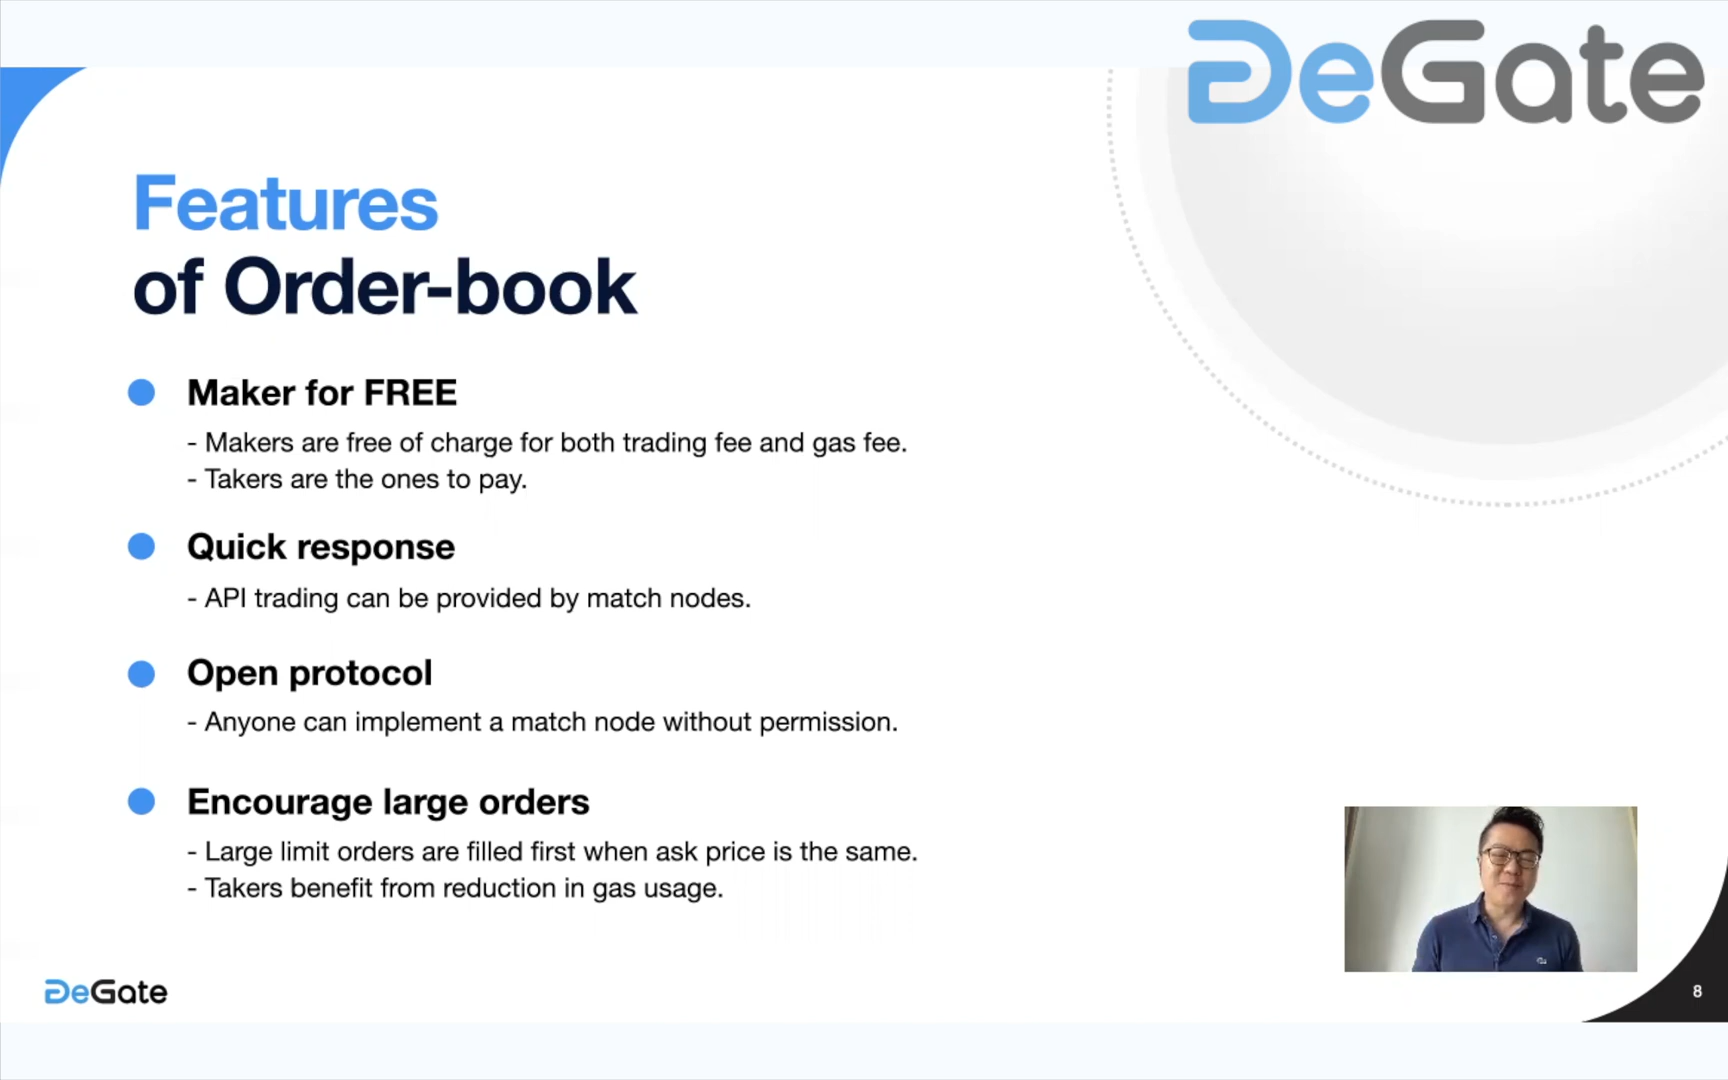 DeGate
Features
of Order-book
Maker for FREE
- Makers are free of charge for both trading fee and gas fee.
- Takers are the ones to pay.
Quick response
- API trading can be provided by match nodes.
Open protocol
- Anyone can implement a match node without permission.
Encourage large orders
- Large limit orders are filled first when ask price is the same.
- Takers benefit from reduction in gas usage.
DeGate
8